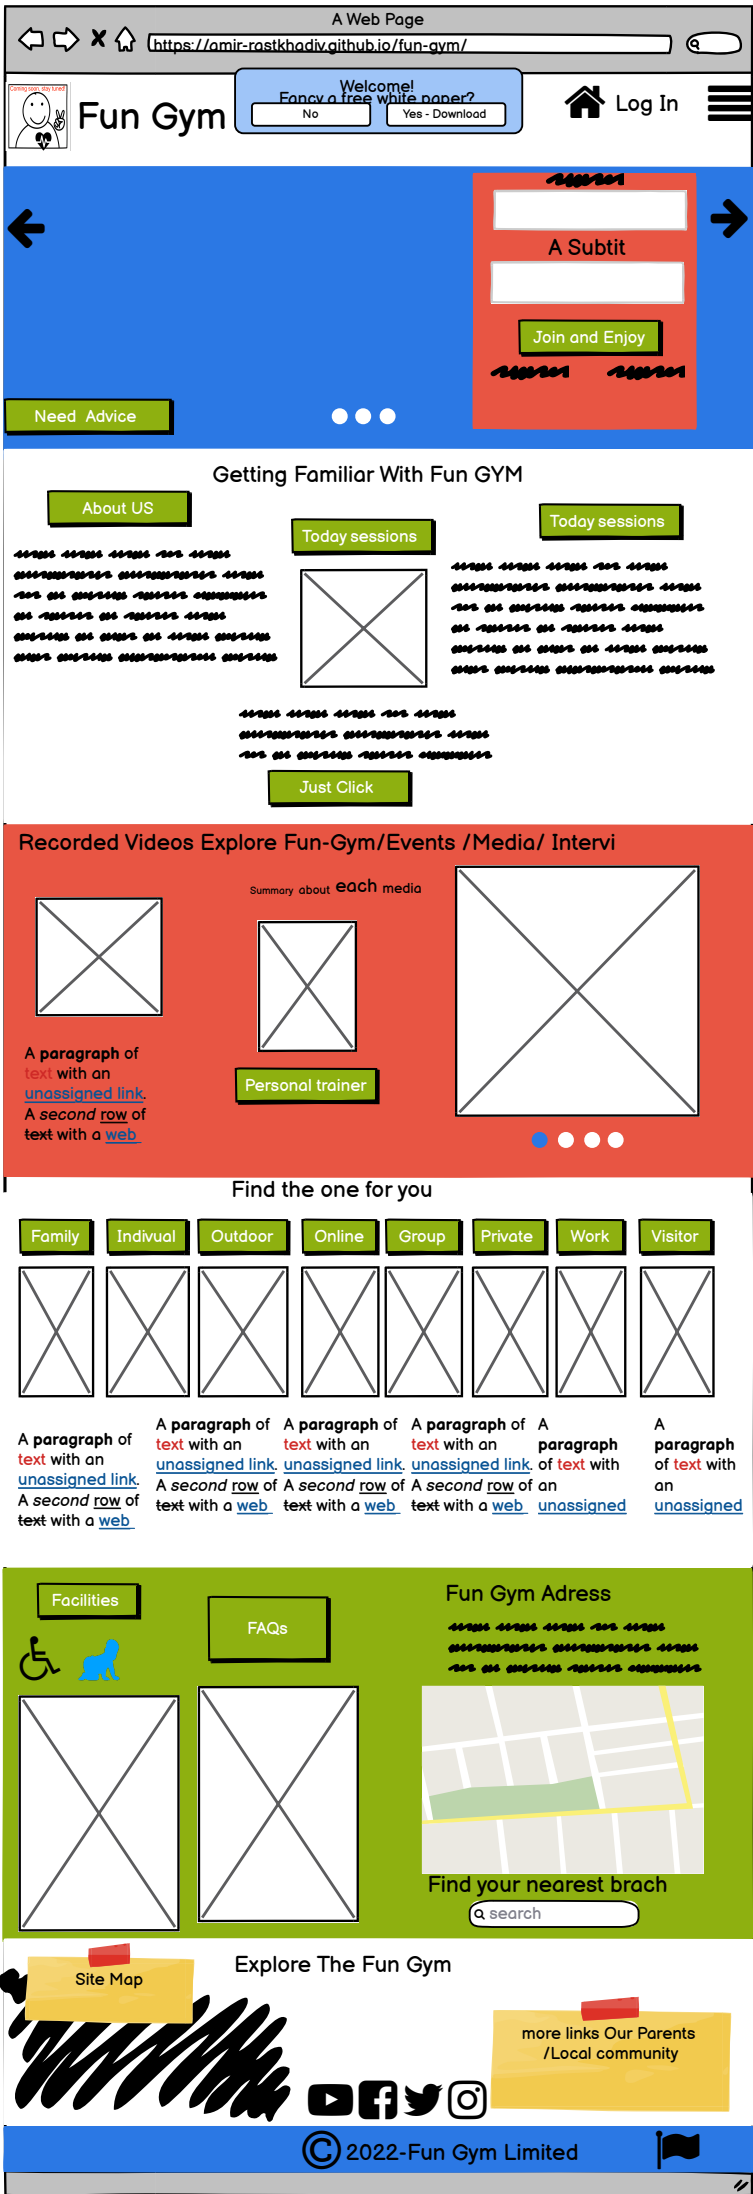 A Web Page
https://amir-rastkhadiv.github.io/fun-gym/
Coming soon, stay tuned!
Fun Gym
Welcome!
Fancy a free white paper?
No
Yes - Download
Log In
A Subtit
Join and Enjoy
Need Advice
Getting Familiar With Fun GYM
About US
Today sessions
Today sessions
Just Click
Recorded Videos Explore Fun-Gym/Events /Media/ Intervi
Summary about each media
A paragraph of
text with an
unassigned link.
A second row of
text with a web
Personal trainer
Find the one for you
Family
Indivual
Outdoor
Online
Group
Private
Work
Visitor
A paragraph of
text with an
unassigned link.
A second row of
text with a web
A paragraph of
text with an
unassigned link.
A second row of
text with a web
A paragraph of
text with an
unassigned link.
A second row of
text with a web
A paragraph of
text with an
unassigned link.
A second row of
text with a web
A
paragraph
of text with
an
unassigned
A
paragraph
of text with
an
unassigned
Facilities
FAQs
Fun Gym Adress
Find your nearest brach
search
Site Map
Explore The Fun Gym
more links Our Parents
/Local community
© 2022-Fun Gym Limited